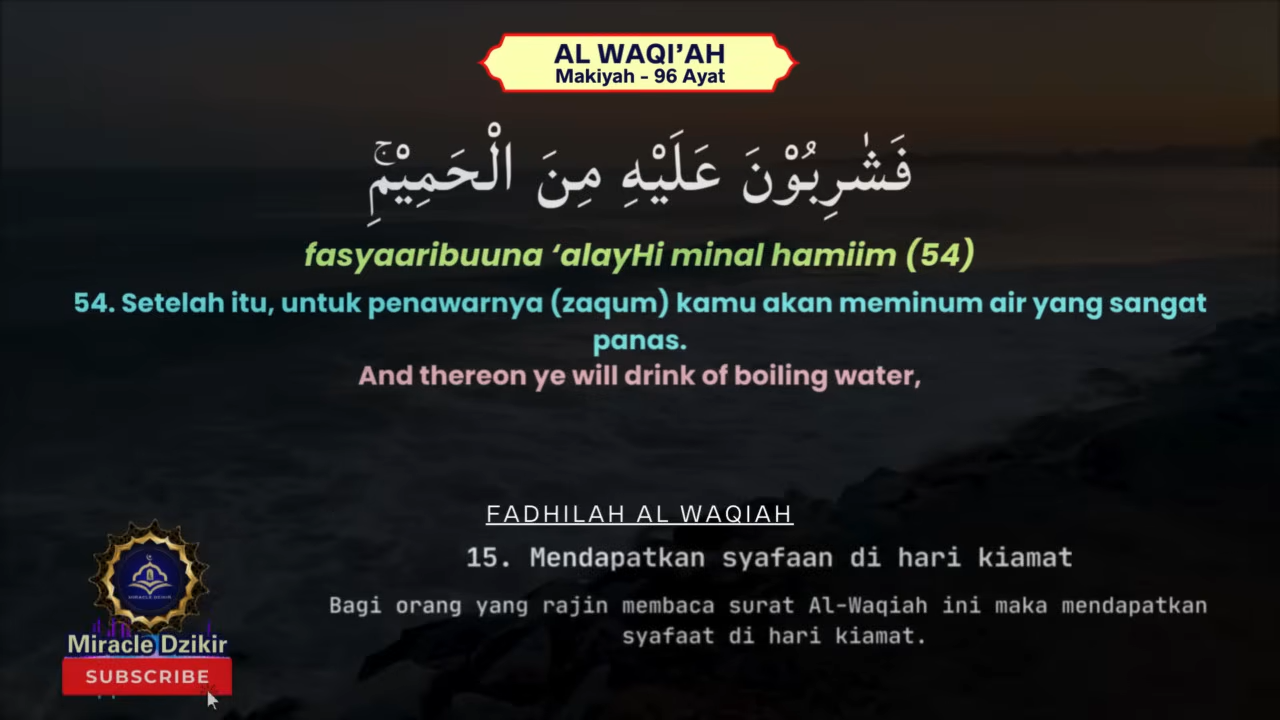 AL WAQI’AH
Makiyah - 96 Ayat
فَشٰرِبُوْنَ عَلَيْهِ مِنَ الْحَمِيْمِۚ
fasyaaribuuna ‘alayHi minal hamiim (54)
54. Setelah itu, untuk penawarnya (zaqum) kamu akan meminum air yang sangat
panas.
And thereon ye will drink of boiling water,
FADHILAH AL WAQIAH
15. Mendapatkan syafaan di hari kiamat
Bagi orang yang rajin membaca surat Al-Waqiah ini maka mendapatkan
syafaat di hari kiamat.
MIRACLE DZIKIR
Miracle Dzikir
SUBSCRIBE